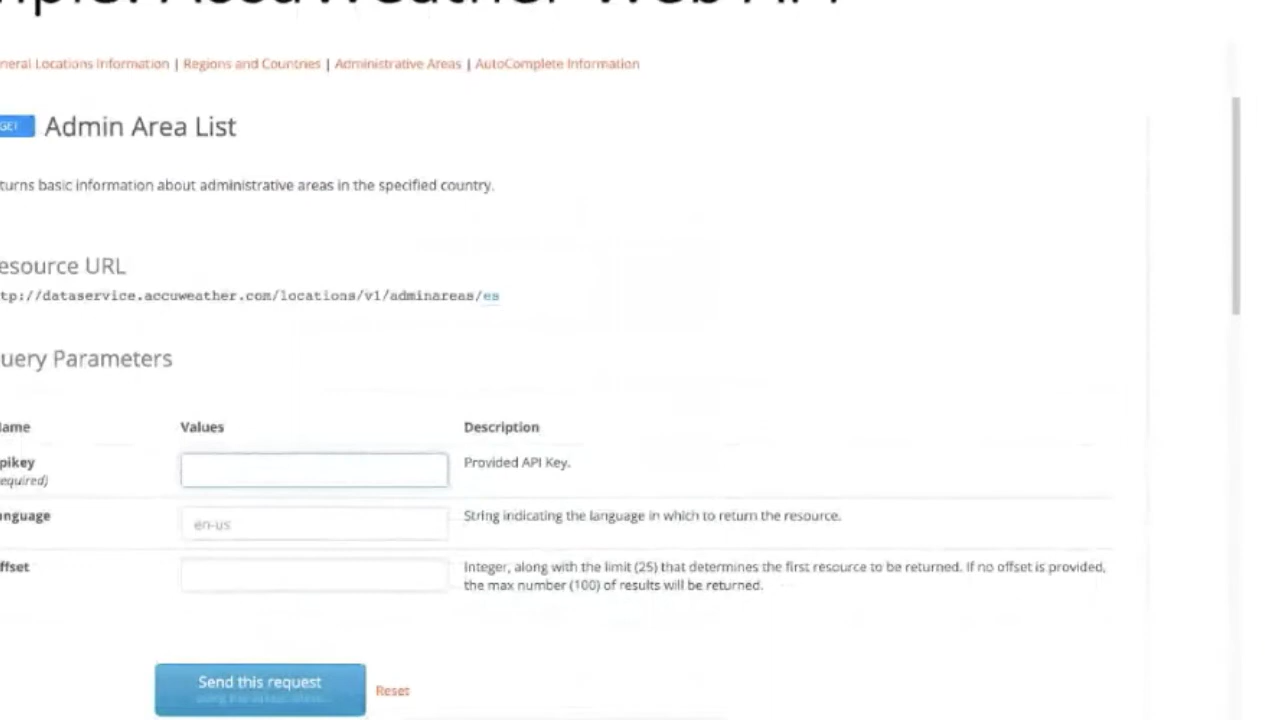 AccuWeather Web API
neral Locations Information | Regions and Countries | Administrative Areas | AutoComplete Information
GET Admin Area List
turns basic information about administrative areas in the specified country.
esource URL
tp://dataservice.accuweather.com/locations/v1/adminareas/es
uery Parameters
ame Values Description
pikey Provided API Key.
equired)
nguage en-us String indicating the language in which to return the resource.
ffset Integer, along with the limit (25) that determines the first resource to be returned. If no offset is provided,
the max number (100) of results will be returned.
Send this request Reset